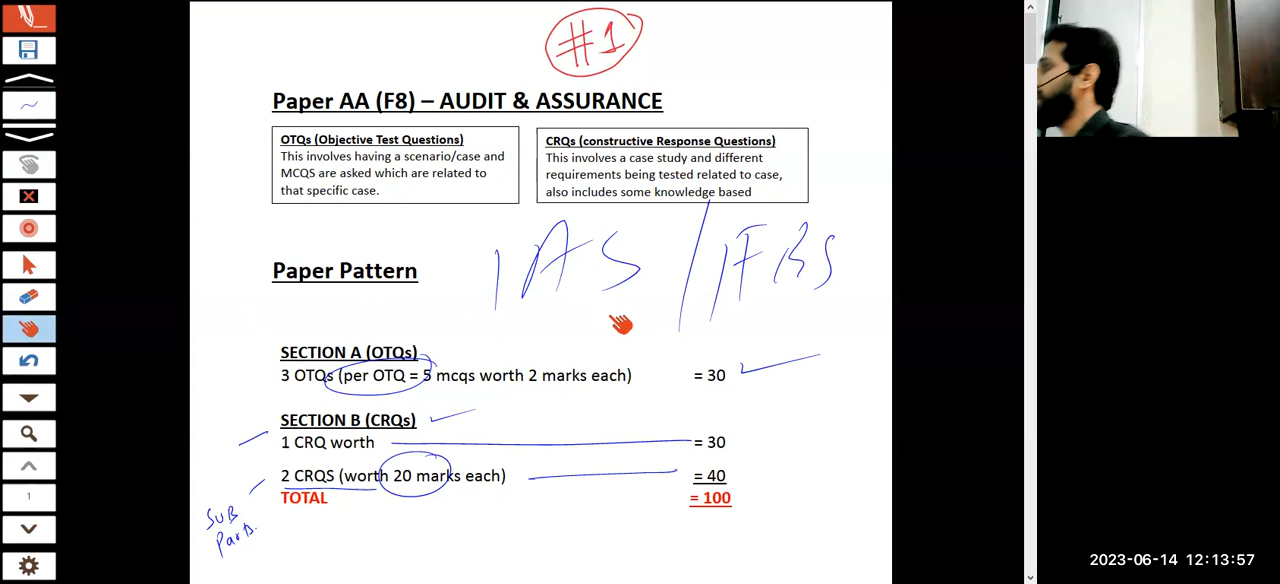 #1
Paper AA (F8) – AUDIT & ASSURANCE
OTQs (Objective Test Questions)
This involves having a scenario/case and
MCQS are asked which are related to
that specific case.
CRQs (constructive Response Questions)
This involves a case study and different
requirements being tested related to case,
also includes some knowledge based
IAS / IFRS
Paper Pattern
SECTION A (OTQs)
3 OTQs (per OTQ = 5 mcqs worth 2 marks each) = 30
SECTION B (CRQs)
1 CRQ worth = 30
2 CRQS (worth 20 marks each) = 40
TOTAL = 100
SUB
Parts.
1
2023-06-14 12:13:57